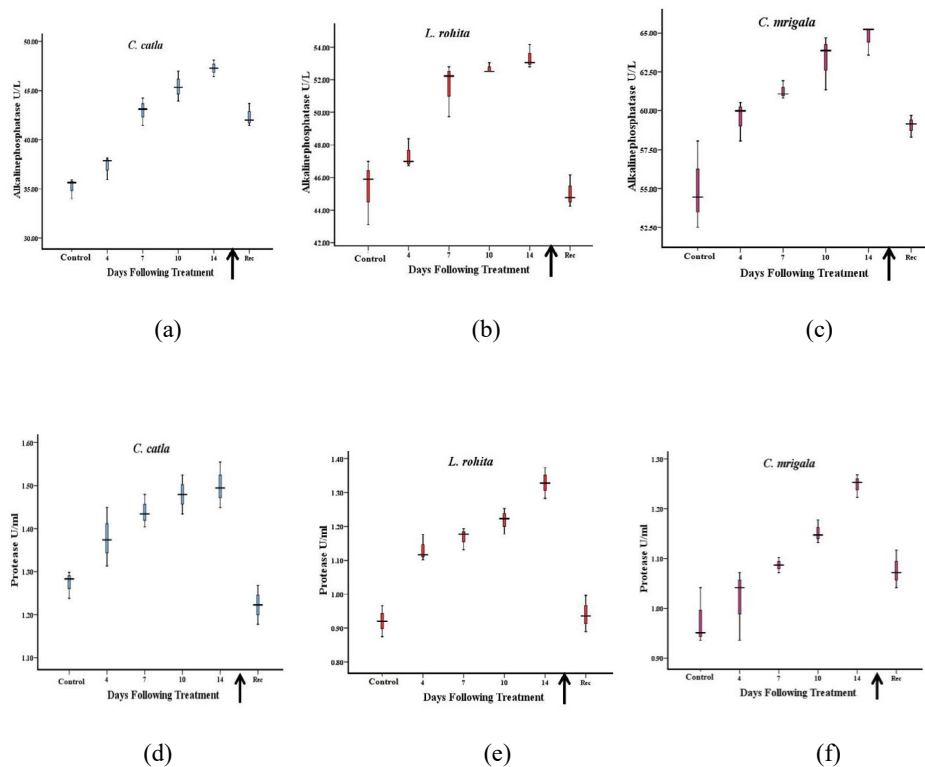 C. catla
Alkalinephosphatase U/L
50.00
45.00
40.00
35.00
30.00
Control 4 7 10 14 Rec
Days Following Treatment
(a)
L. rohita
Alkalinephosphatase U/L
54.00
52.00
50.00
48.00
46.00
44.00
42.00
Control 4 7 10 14 Rec
Days Following Treatment
(b)
C. mrigala
Alkalinephosphatase U/L
65.00
62.50
60.00
57.50
55.00
52.50
Control 4 7 10 14 Rec
Days Following Treatment
(c)
C. catla
Protease U/ml
1.60
1.50
1.40
1.30
1.20
1.10
Control 4 7 10 14 Rec
Days Following Treatment
(d)
L. rohita
Protease U/ml
1.40
1.30
1.20
1.10
1.00
0.90
0.80
Control 4 7 10 14 Rec
Days Following Treatment
(e)
C. mrigala
Protease U/ml
1.30
1.20
1.10
1.00
0.90
Control 4 7 10 14 Rec
Days Following Treatment
(f)